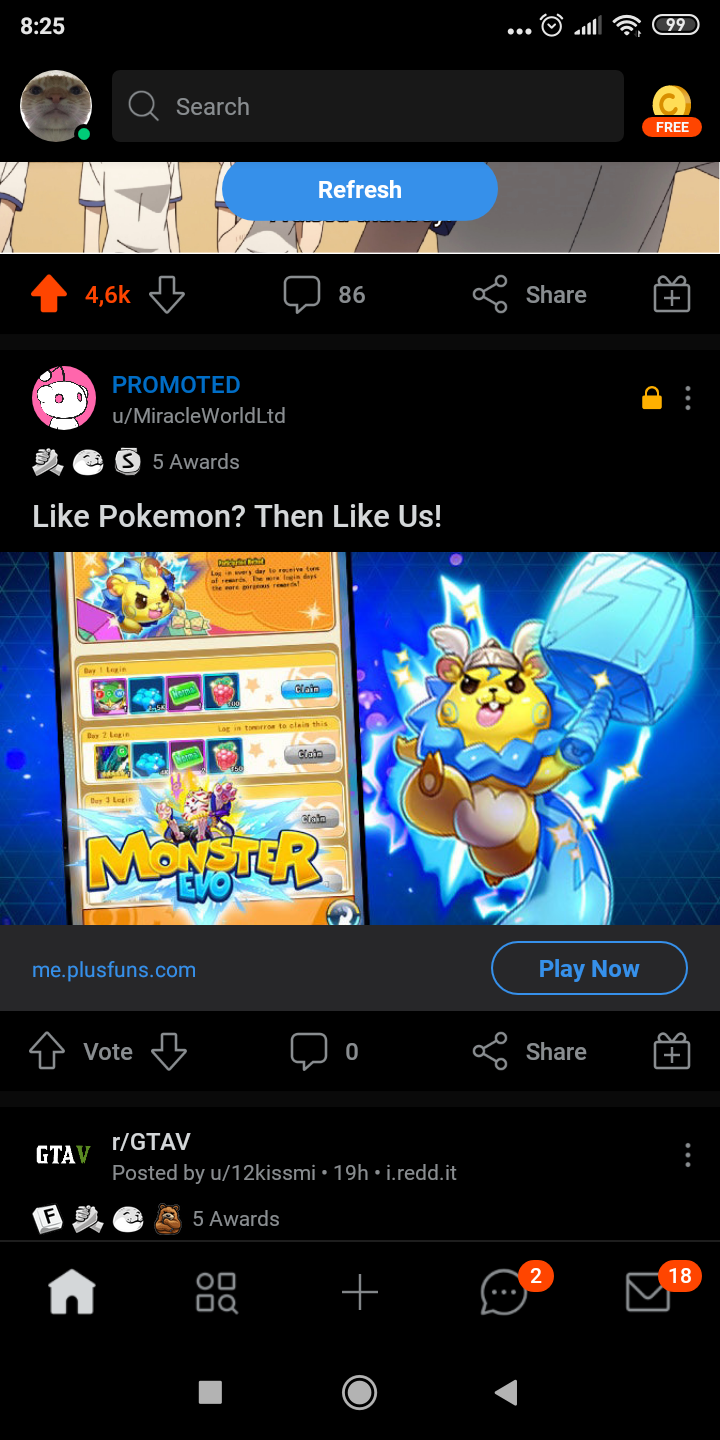 8:25
99
Search
FREE
Refresh
4,6k
86
Share
PROMOTED
u/MiracleWorldLtd
S
5 Awards
Like Pokemon? Then Like Us!
Participation Method
Log in every day to receive tons
of rewards. The more login days
the more gorgeous rewards!
Day 1 Login
Claim
Log in tomorrow to claim this
Day 2 Login
Claim
Day 3 Login
Claim
MONSTER
EVO
me.plusfuns.com
Play Now
Vote
0
Share
GTAV
r/GTAV
Posted by u/12kissmi • 19h • i.redd.it
F
5 Awards
2
18